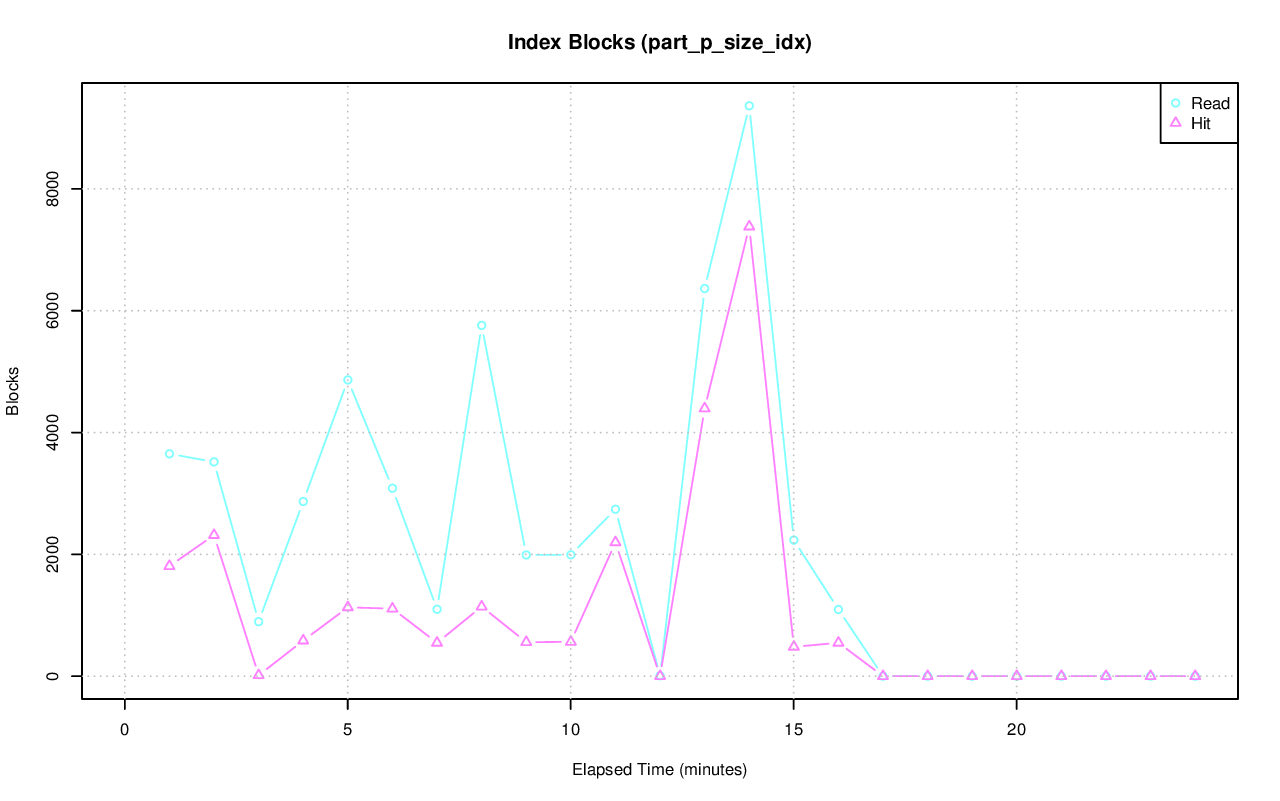 Index Blocks (part_p_size_idx)
Read
Hit
8000
6000
4000
2000
0
Blocks
0 5 10 15 20
Elapsed Time (minutes)